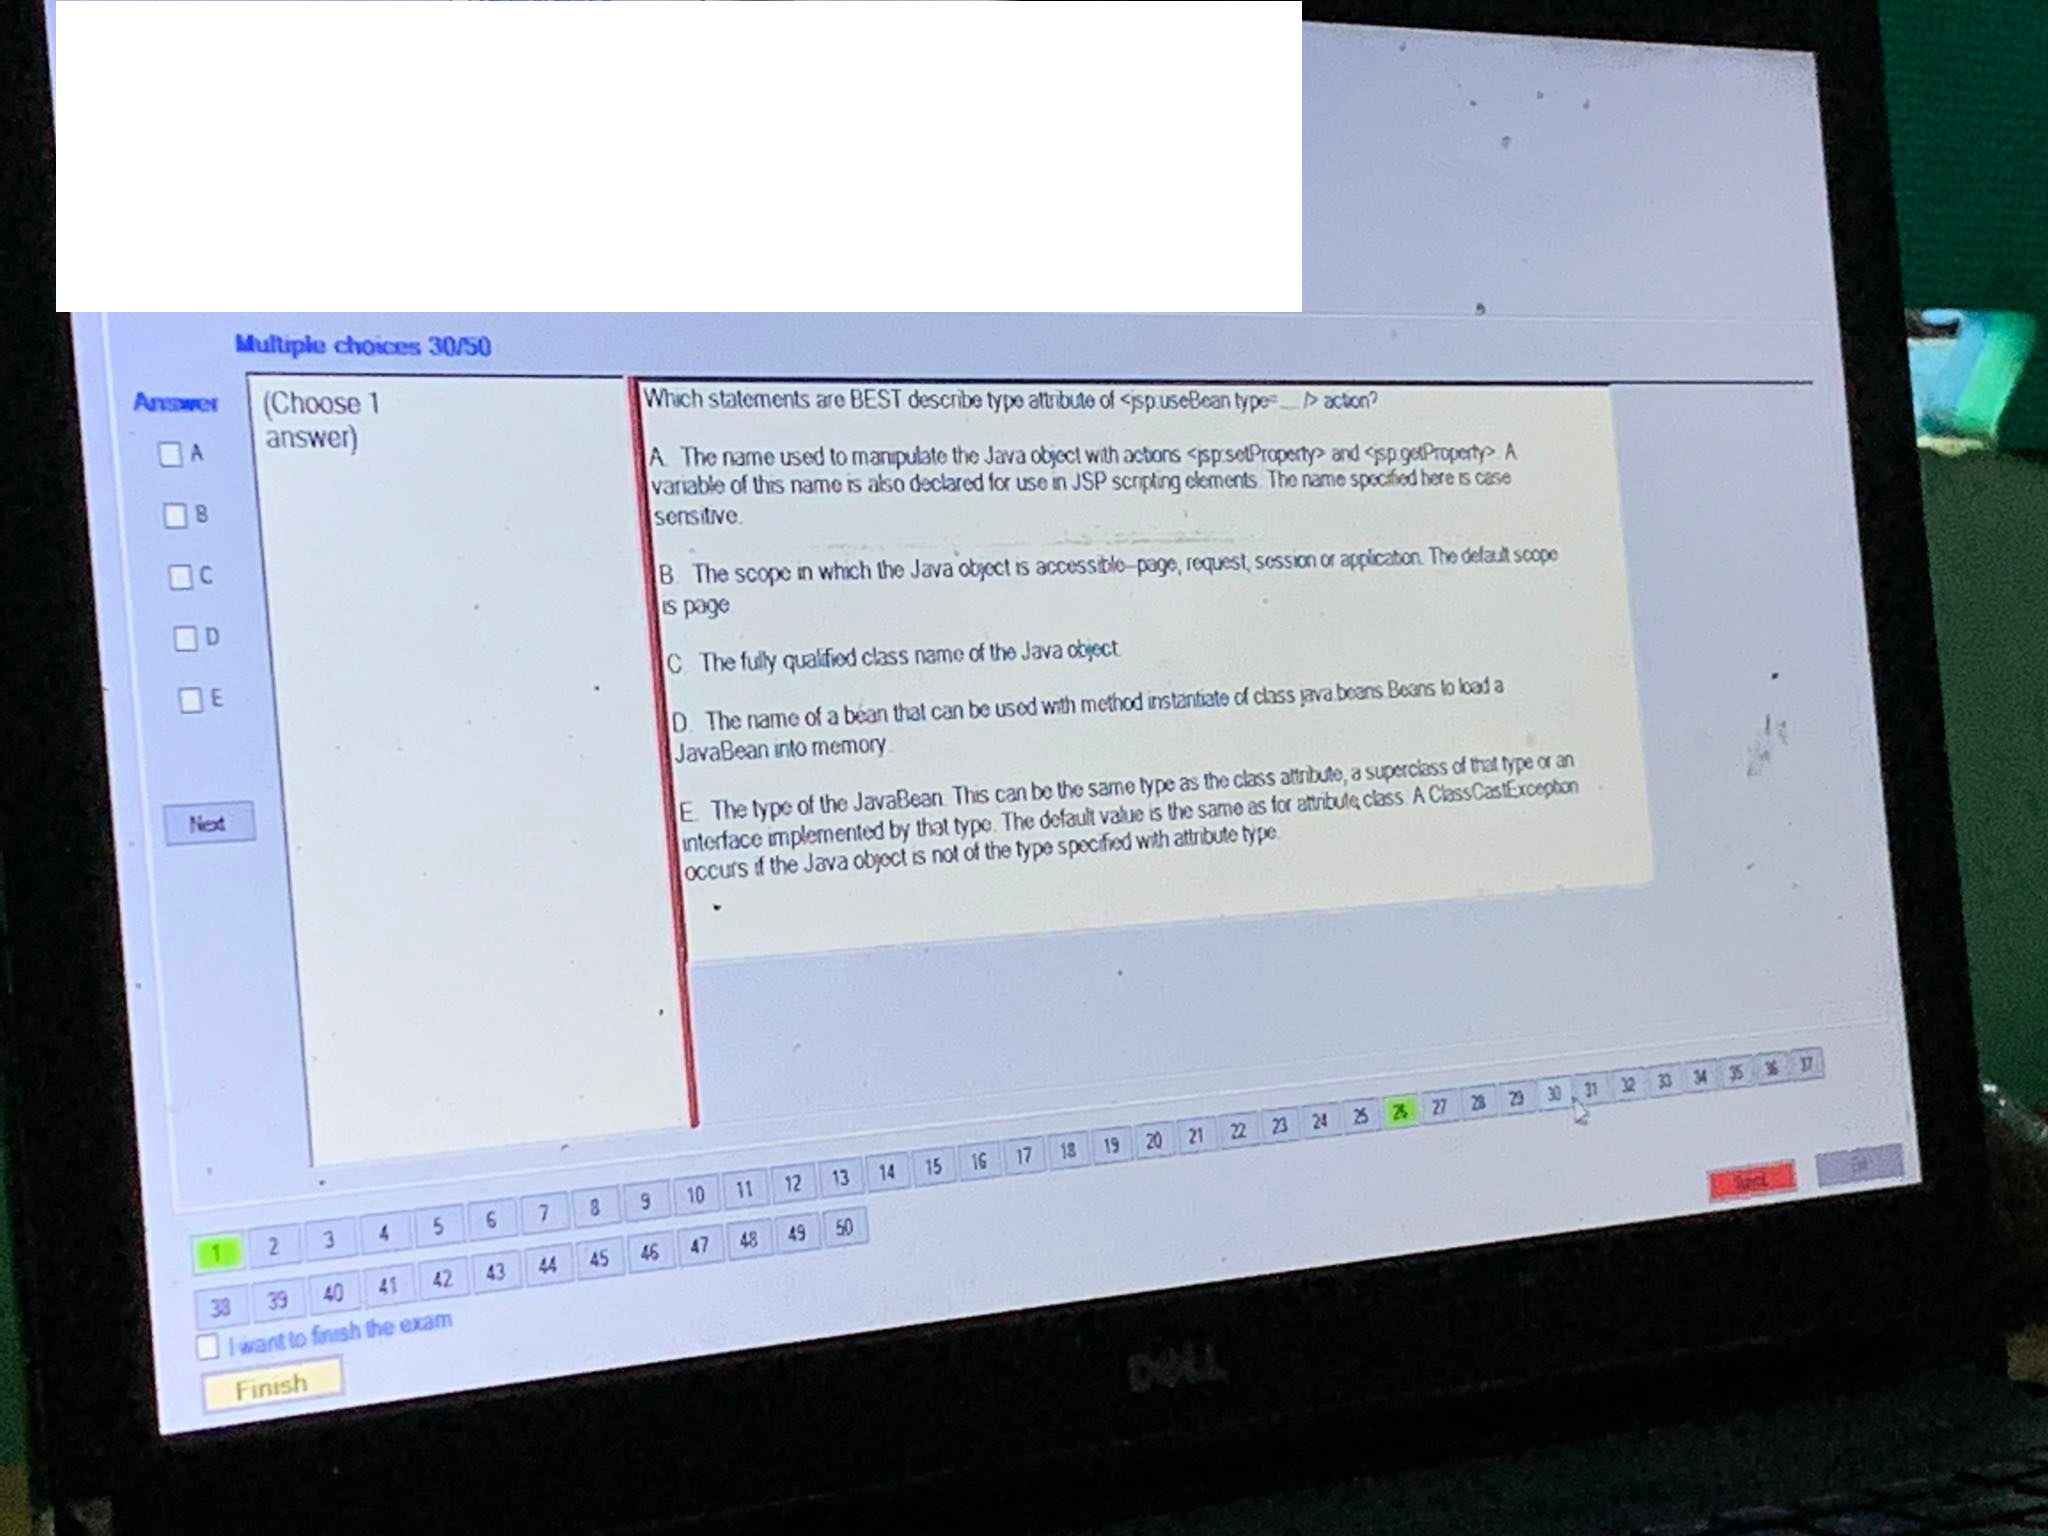 Multiple choices 30/50
Answer
A
B
C
D
E
Next
(Choose 1
answer)
Which statements are BEST describe type attribute of <jsp:useBean type=.... /> action?
A. The name used to manipulate the Java object with actions <jsp:setProperty> and <jsp:getProperty>. A
variable of this name is also declared for use in JSP scripting elements. The name specified here is case
sensitive.
B. The scope in which the Java object is accessible--page, request, session or application. The default scope
is page
C. The fully qualified class name of the Java object.
D. The name of a bean that can be used with method instantiate of class java.beans.Beans to load a
JavaBean into memory.
E. The type of the JavaBean. This can be the same type as the class attribute, a superclass of that type or an
interface implemented by that type. The default value is the same as for attribute class. A ClassCastException
occurs if the Java object is not of the type specified with attribute type.
1 2 3 4 5 6 7 8 9 10 11 12 13 14 15 16 17 18 19 20 21 22 23 24 25 26 27 28 29 30 31 32 33 34 35 36 37
38 39 40 41 42 43 44 45 46 47 48 49 50
I want to finish the exam
Finish
DELL